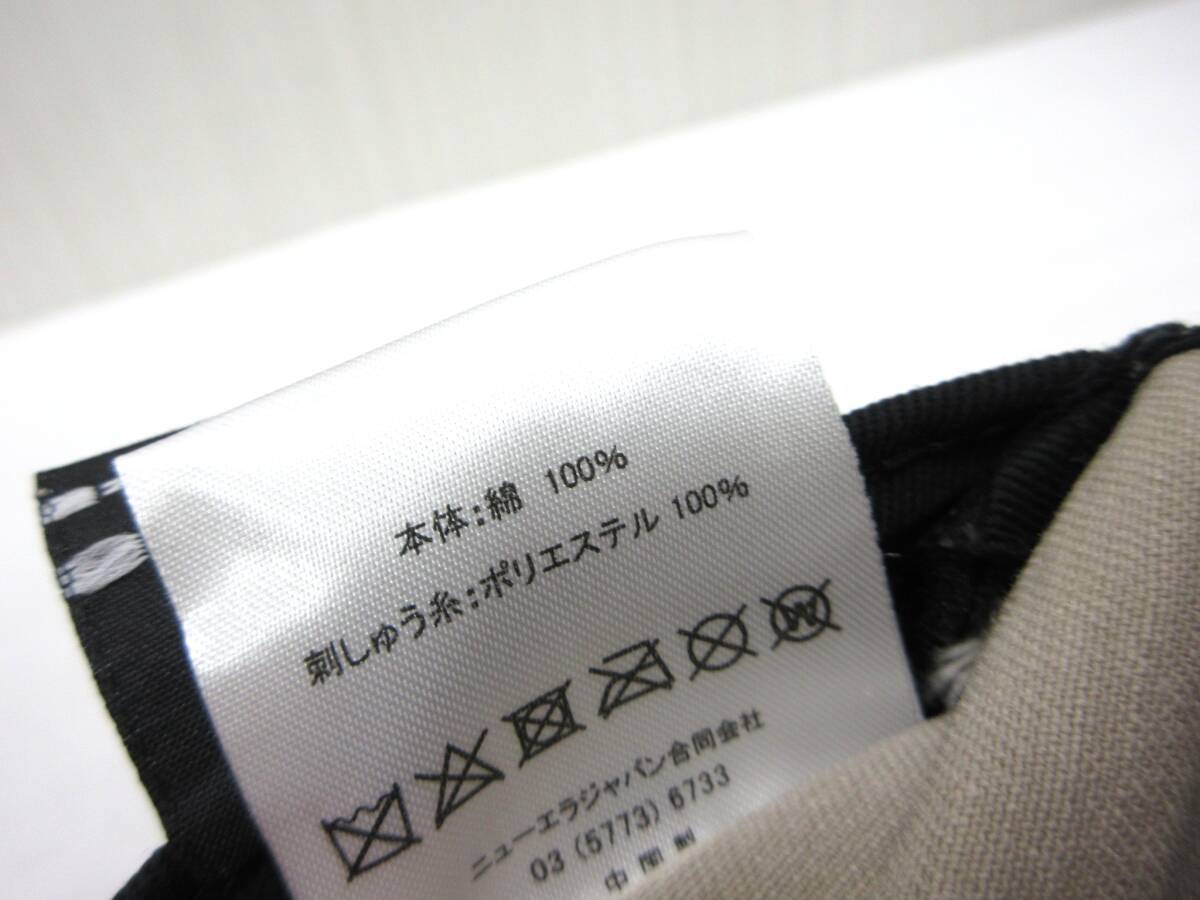 本体:綿 100%
刺しゅう糸:ポリエステル 100%
W
ニューエラジャパン合同会社
03 (5773) 6733
中国製